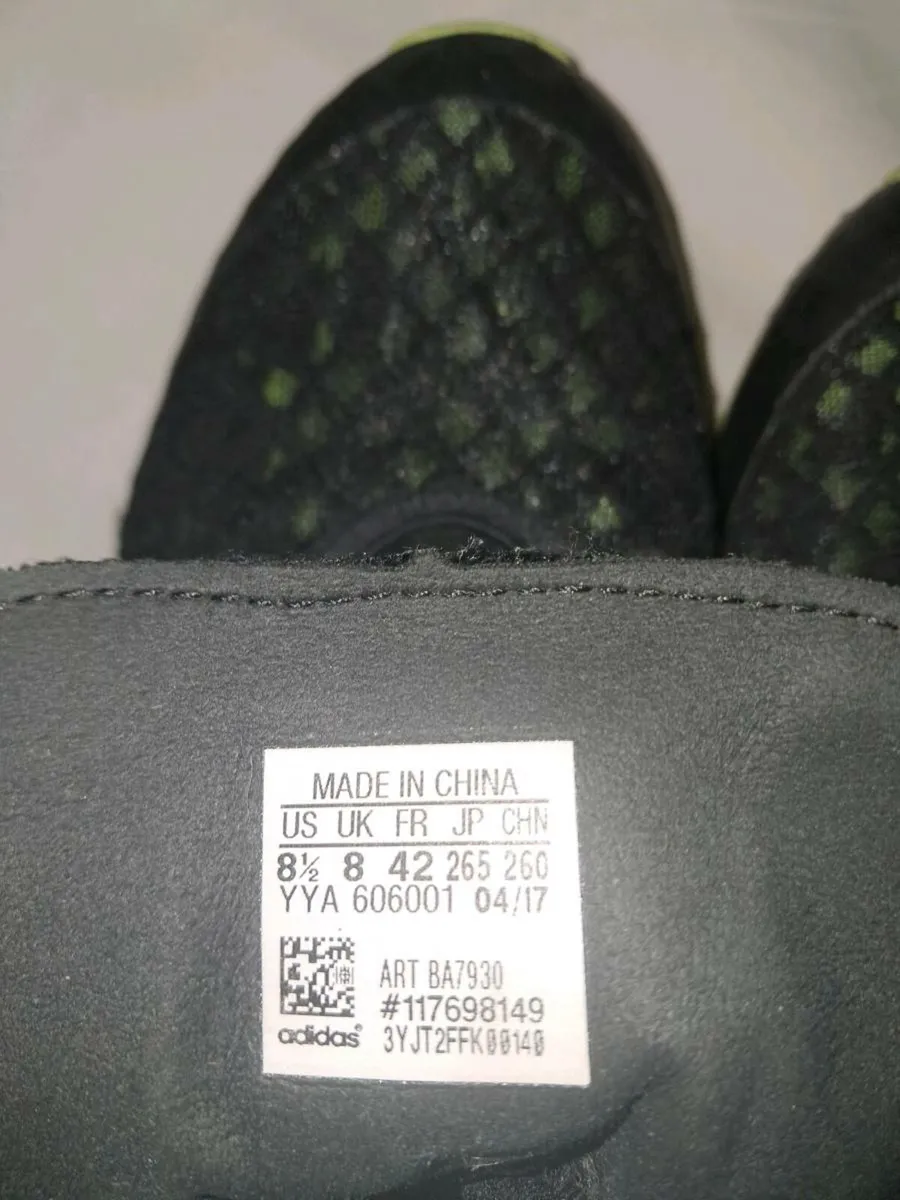 MADE IN CHINA
US UK FR JP CHN
8½ 8 42 265 260
YYA 606001 04/17
ART BA7930
#117698149
adidas® 3YJT2FFK00140